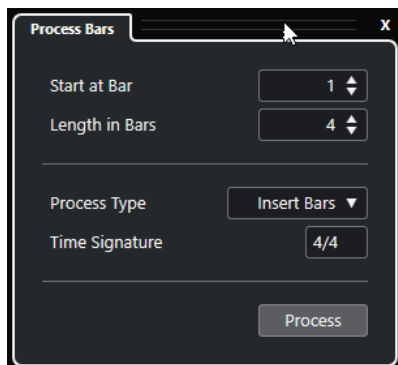 Process Bars x
Start at Bar 1
Length in Bars 4
Process Type Insert Bars
Time Signature 4/4
Process